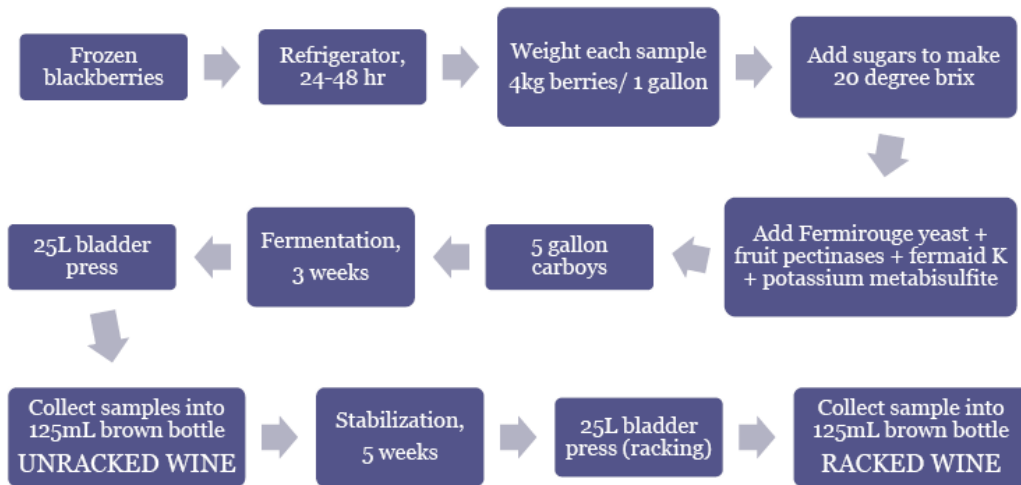 Frozen
blackberries
Refrigerator,
24-48 hr
Weight each sample
4kg berries/ 1 gallon
Add sugars to make
20 degree brix
Add Fermirouge yeast +
fruit pectinases + fermaid K
+ potassium metabisulfite
5 gallon
carboys
Fermentation,
3 weeks
25L bladder
press
Collect samples into
125mL brown bottle
UNRACKED WINE
Stabilization,
5 weeks
25L bladder
press (racking)
Collect sample into
125mL brown bottle
RACKED WINE